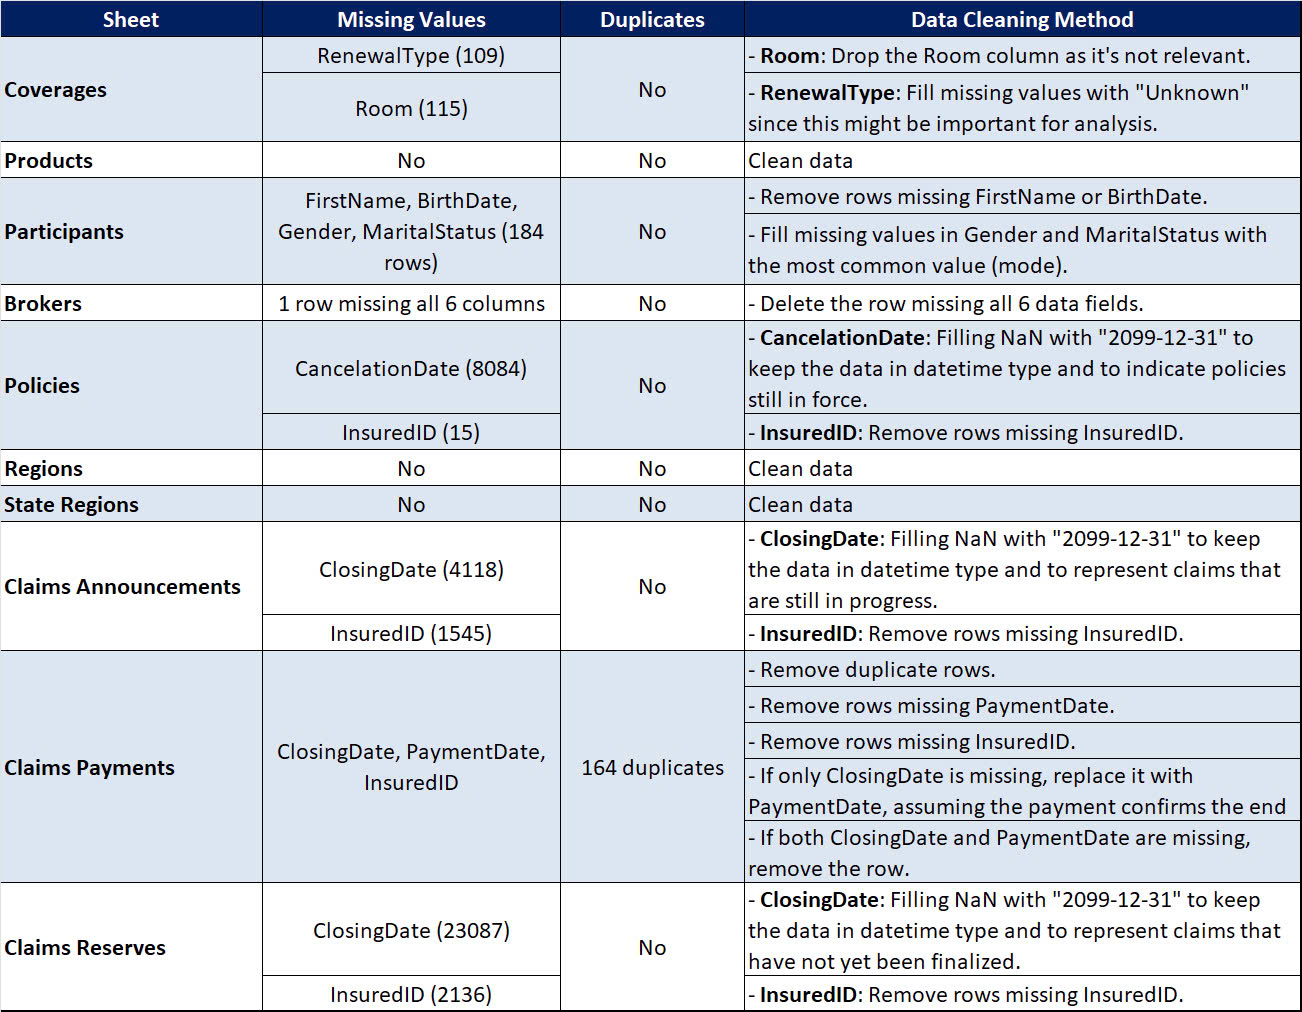 Sheet Missing Values Duplicates Data Cleaning Method
Coverages
RenewalType (109)
Room (115)
No
- Room: Drop the Room column as it's not relevant.
- RenewalType: Fill missing values with "Unknown"
since this might be important for analysis.
Products No No Clean data
Participants
FirstName, BirthDate,
Gender, MaritalStatus (184
rows)
No
- Remove rows missing FirstName or BirthDate.
- Fill missing values in Gender and MaritalStatus with
the most common value (mode).
Brokers 1 row missing all 6 columns No - Delete the row missing all 6 data fields.
Policies
CancelationDate (8084)
InsuredID (15)
No
- CancelationDate: Filling NaN with "2099-12-31" to
keep the data in datetime type and to indicate policies
still in force.
- InsuredID: Remove rows missing InsuredID.
Regions No No Clean data
State Regions No No Clean data
Claims Announcements
ClosingDate (4118)
InsuredID (1545)
No
- ClosingDate: Filling NaN with "2099-12-31" to keep
the data in datetime type and to represent claims that
are still in progress.
- InsuredID: Remove rows missing InsuredID.
Claims Payments
ClosingDate, PaymentDate,
InsuredID
164 duplicates
- Remove duplicate rows.
- Remove rows missing PaymentDate.
- Remove rows missing InsuredID.
- If only ClosingDate is missing, replace it with
PaymentDate, assuming the payment confirms the end
- If both ClosingDate and PaymentDate are missing,
remove the row.
Claims Reserves
ClosingDate (23087)
InsuredID (2136)
No
- ClosingDate: Filling NaN with "2099-12-31" to keep
the data in datetime type and to represent claims that
have not yet been finalized.
- InsuredID: Remove rows missing InsuredID.